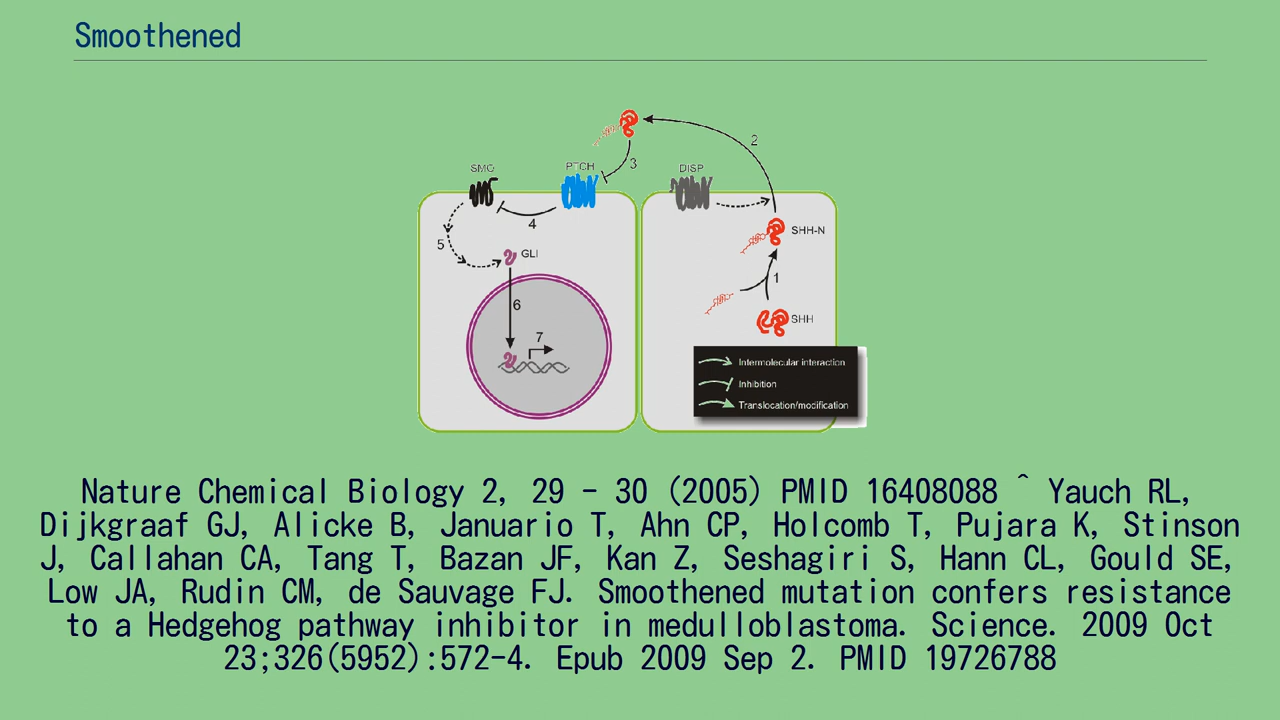 Smoothened
2
3
SMO
PTCH
DISP
4
SHH-N
5
GLI
1
6
SHH
7
Intermolecular interaction
Inhibition
Translocation/modification
Nature Chemical Biology 2, 29 - 30 (2005) PMID 16408088 ^ Yauch RL,
Dijkgraaf GJ, Alicke B, Januario T, Ahn CP, Holcomb T, Pujara K, Stinson
J, Callahan CA, Tang T, Bazan JF, Kan Z, Seshagiri S, Hann CL, Gould SE,
Low JA, Rudin CM, de Sauvage FJ. Smoothened mutation confers resistance
to a Hedgehog pathway inhibitor in medulloblastoma. Science. 2009 Oct
23;326(5952):572-4. Epub 2009 Sep 2. PMID 19726788